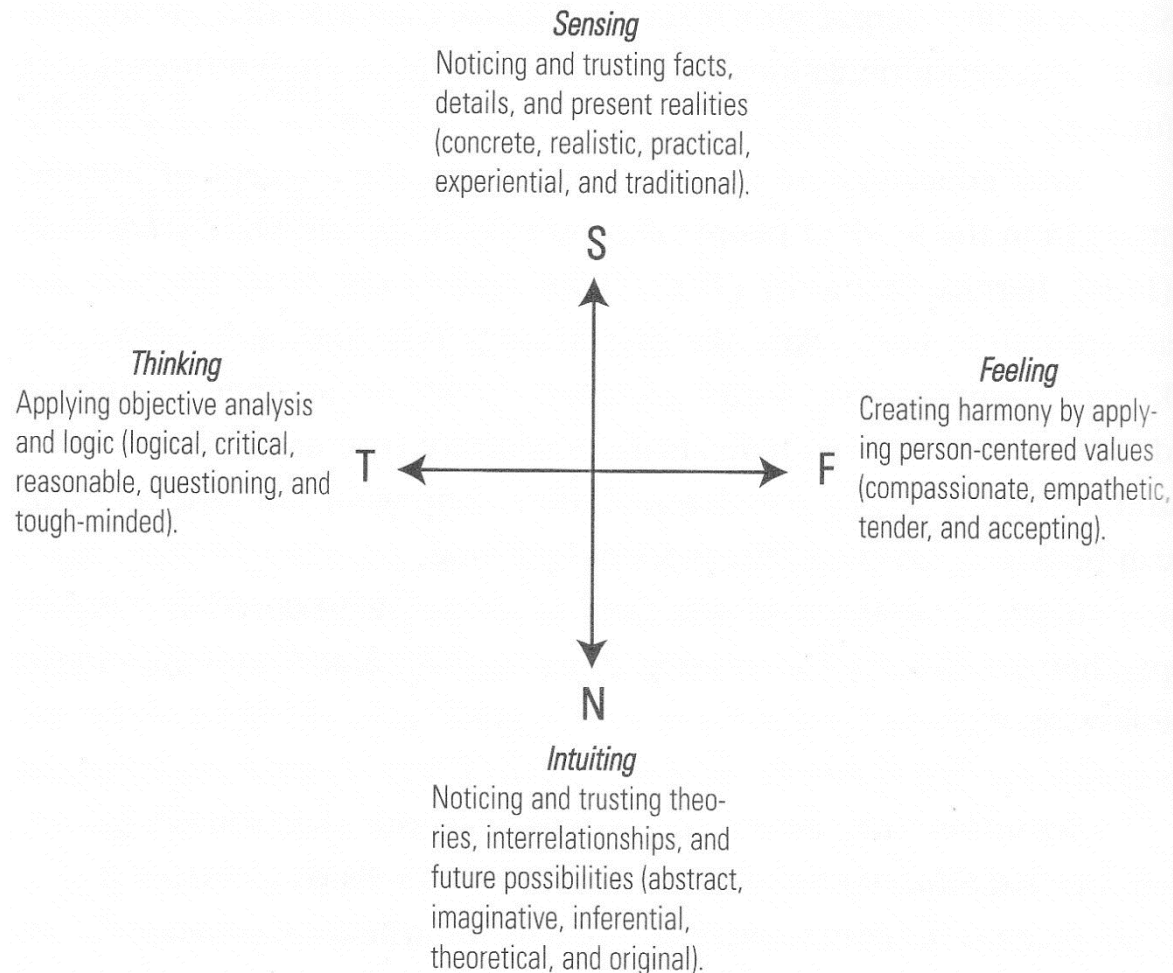 Sensing
Noticing and trusting facts,
details, and present realities
(concrete, realistic, practical,
experiential, and traditional).
S
Thinking
Applying objective analysis
and logic (logical, critical,
reasonable, questioning, and
tough-minded).
T
F
Feeling
Creating harmony by apply-
ing person-centered values
(compassionate, empathetic,
tender, and accepting).
N
Intuiting
Noticing and trusting theo-
ries, interrelationships, and
future possibilities (abstract,
imaginative, inferential,
theoretical, and original).